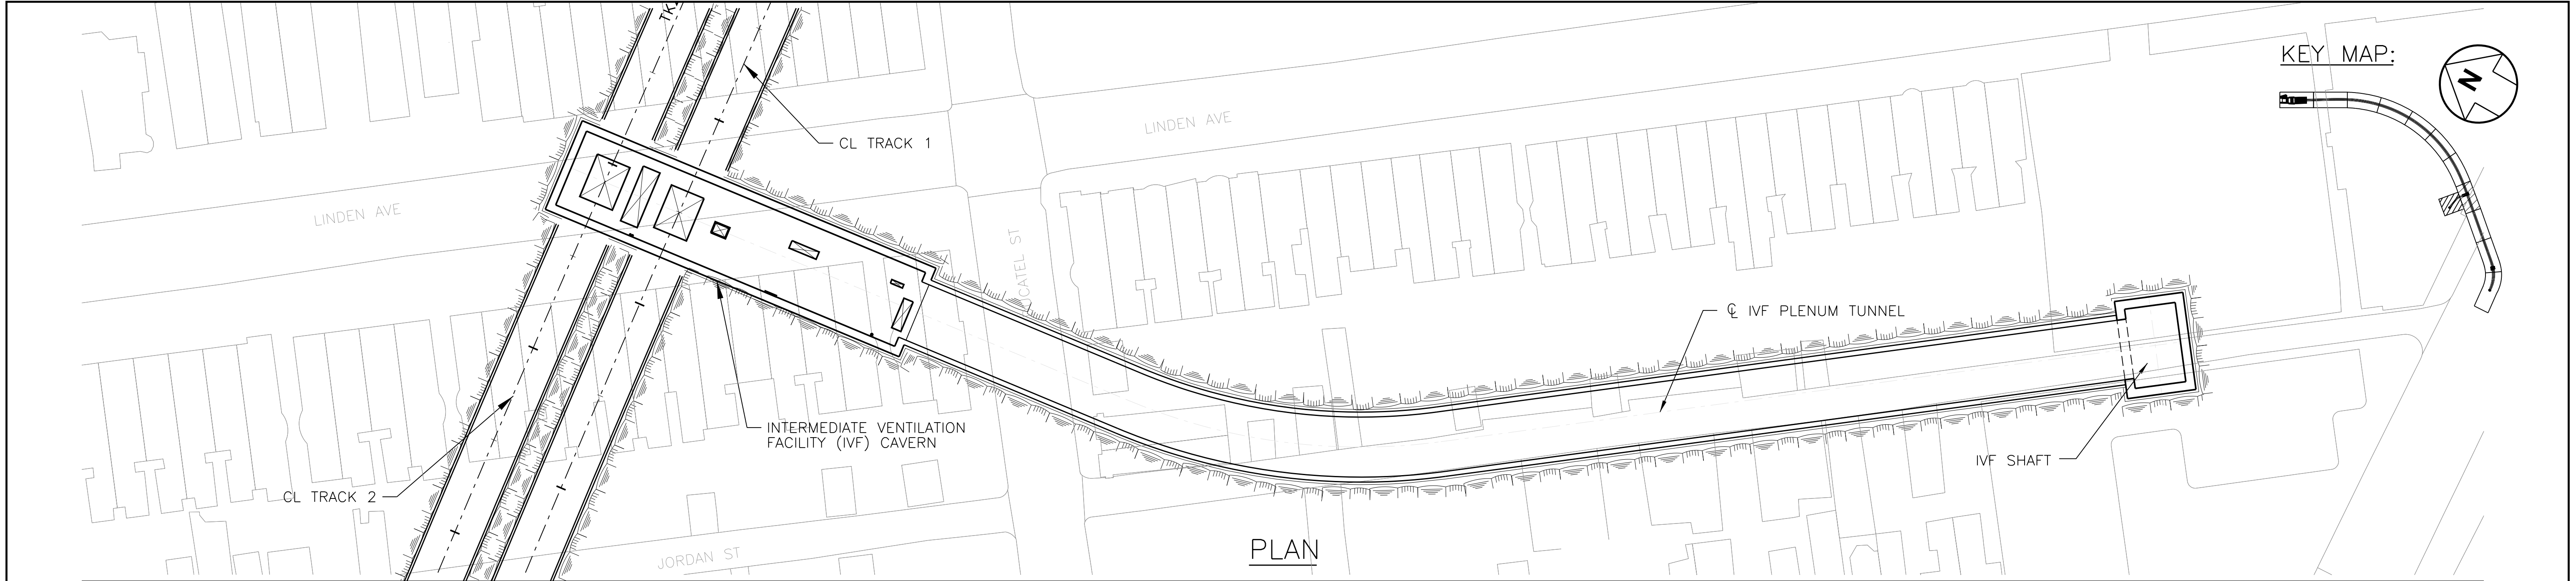 TK
KEY MAP:
N
CL TRACK 1
LINDEN AVE
LINDEN AVE
CATEL ST
℄ IVF PLENUM TUNNEL
INTERMEDIATE VENTILATION
FACILITY (IVF) CAVERN
IVF SHAFT
CL TRACK 2
JORDAN ST
PLAN